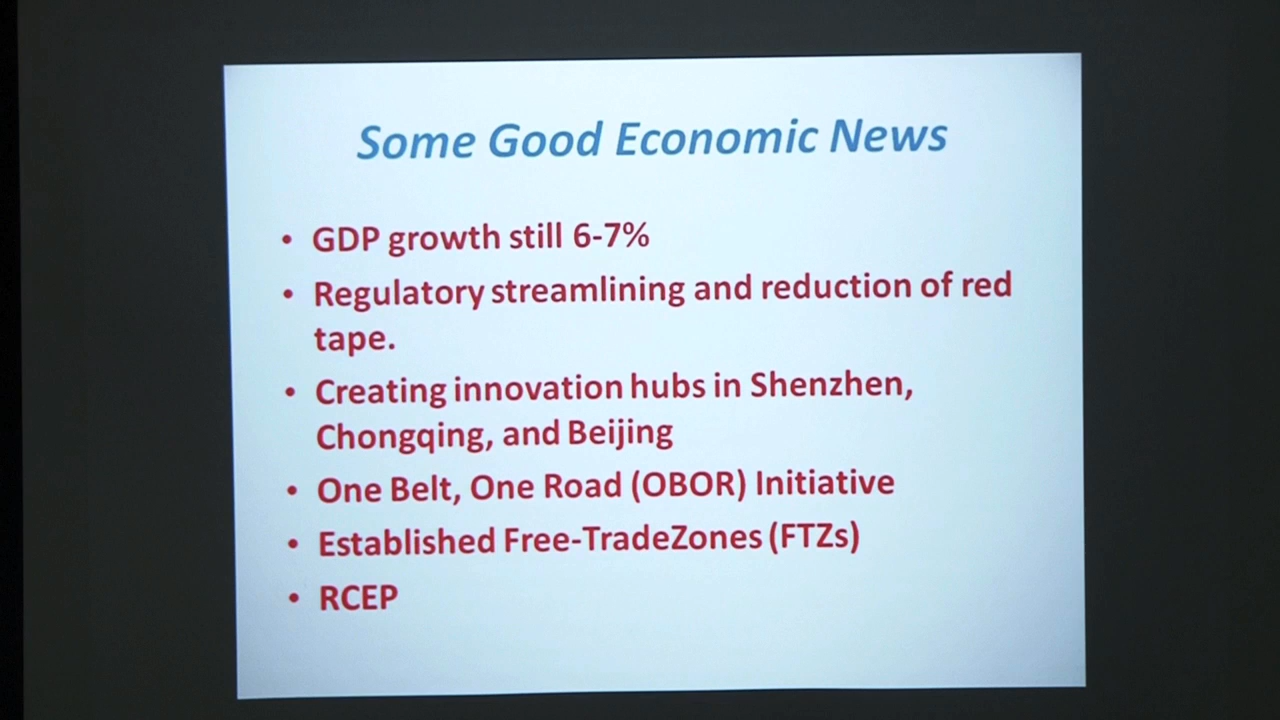 Some Good Economic News
• GDP growth still 6-7%
• Regulatory streamlining and reduction of red
tape.
• Creating innovation hubs in Shenzhen,
Chongqing, and Beijing
• One Belt, One Road (OBOR) Initiative
• Established Free-TradeZones (FTZs)
• RCEP